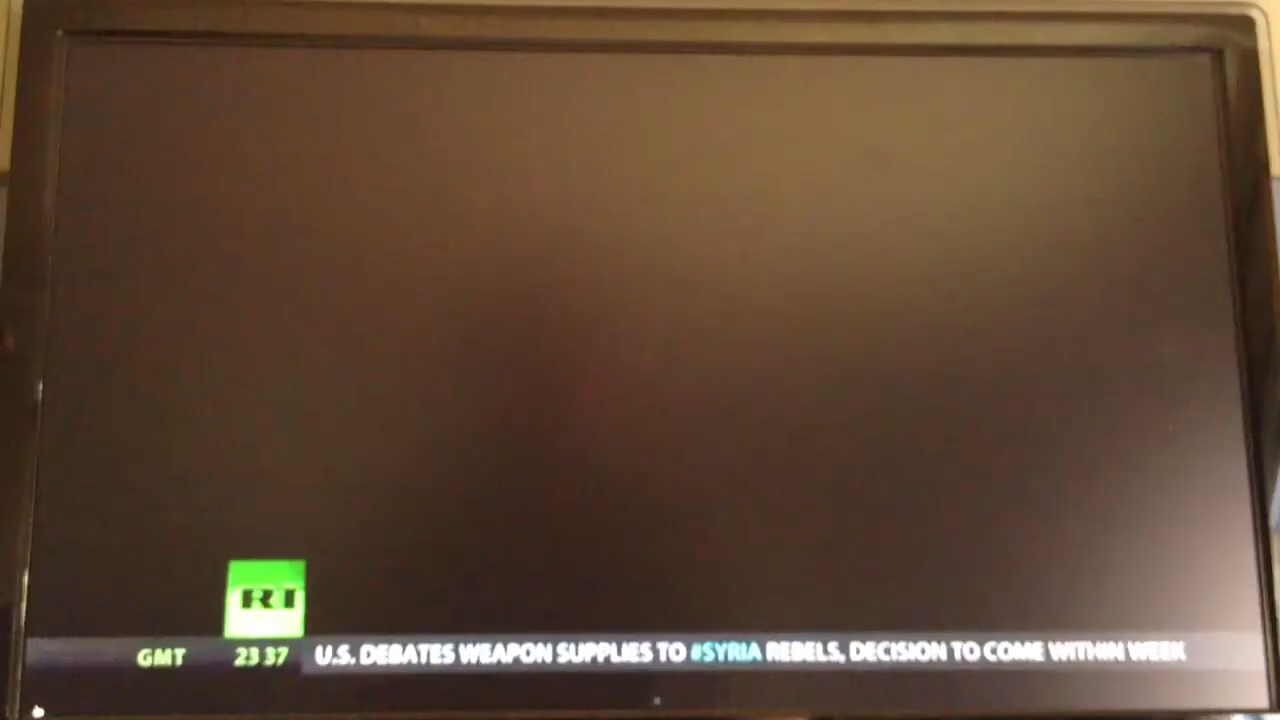 RT
GMT 23 37 U.S. DEBATES WEAPON SUPPLIES TO #SYRIA REBELS, DECISION TO COME WITHIN WEEK